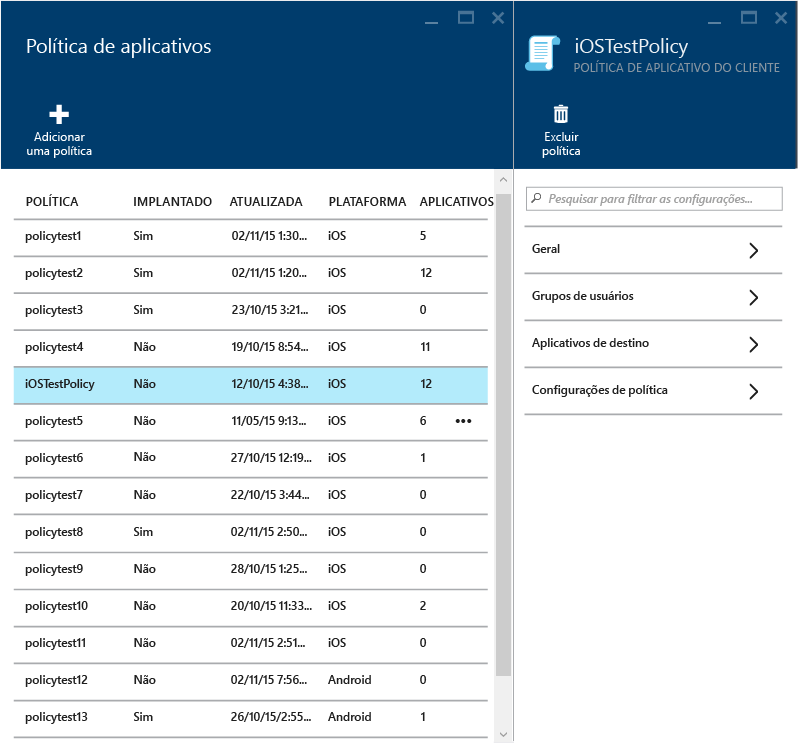 Política de aplicativos
Adicionar
uma política
POLÍTICA IMPLANTADO ATUALIZADA PLATAFORMA APLICATIVOS
policytest1 Sim 02/11/15 1:30... iOS 5
policytest2 Sim 02/11/15 1:20... iOS 12
policytest3 Sim 23/10/15 3:21... iOS 0
policytest4 Não 19/10/15 8:54... iOS 11
iOSTestPolicy Não 12/10/15 4:38... iOS 12
policytest5 Não 11/05/15 9:13... iOS 6 •••
policytest6 Não 27/10/15 12:19... iOS 1
policytest7 Não 22/10/15 3:44... iOS 0
policytest8 Sim 02/11/15 2:50... iOS 0
policytest9 Não 28/10/15 1:25... iOS 0
policytest10 Não 20/10/15 11:33... iOS 2
policytest11 Não 02/11/15 2:51... iOS 0
policytest12 Não 02/11/15 7:56... Android 0
policytest13 Sim 26/10/15/2:55... Android 1
iOSTestPolicy
POLÍTICA DE APLICATIVO DO CLIENTE
Excluir
política
Pesquisar para filtrar as configurações...
Geral
Grupos de usuários
Aplicativos de destino
Configurações de política